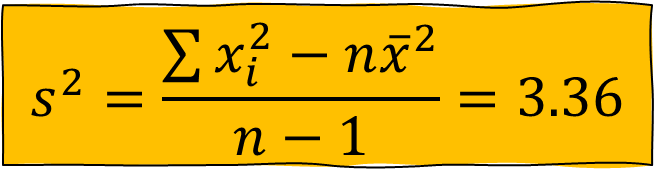 s² = (∑ xᵢ² − nx̄²) / (n − 1) = 3.36